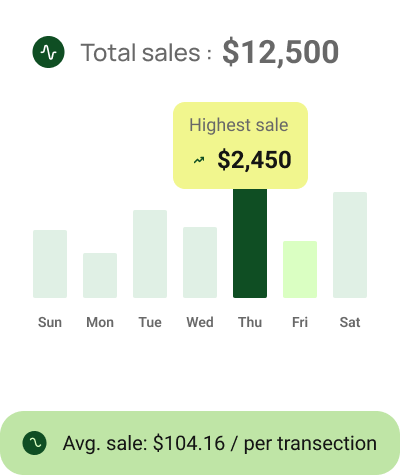 Total sales : $12,500
Highest sale
$2,450
Sun Mon Tue Wed Thu Fri Sat
Avg. sale: $104.16 / per transection